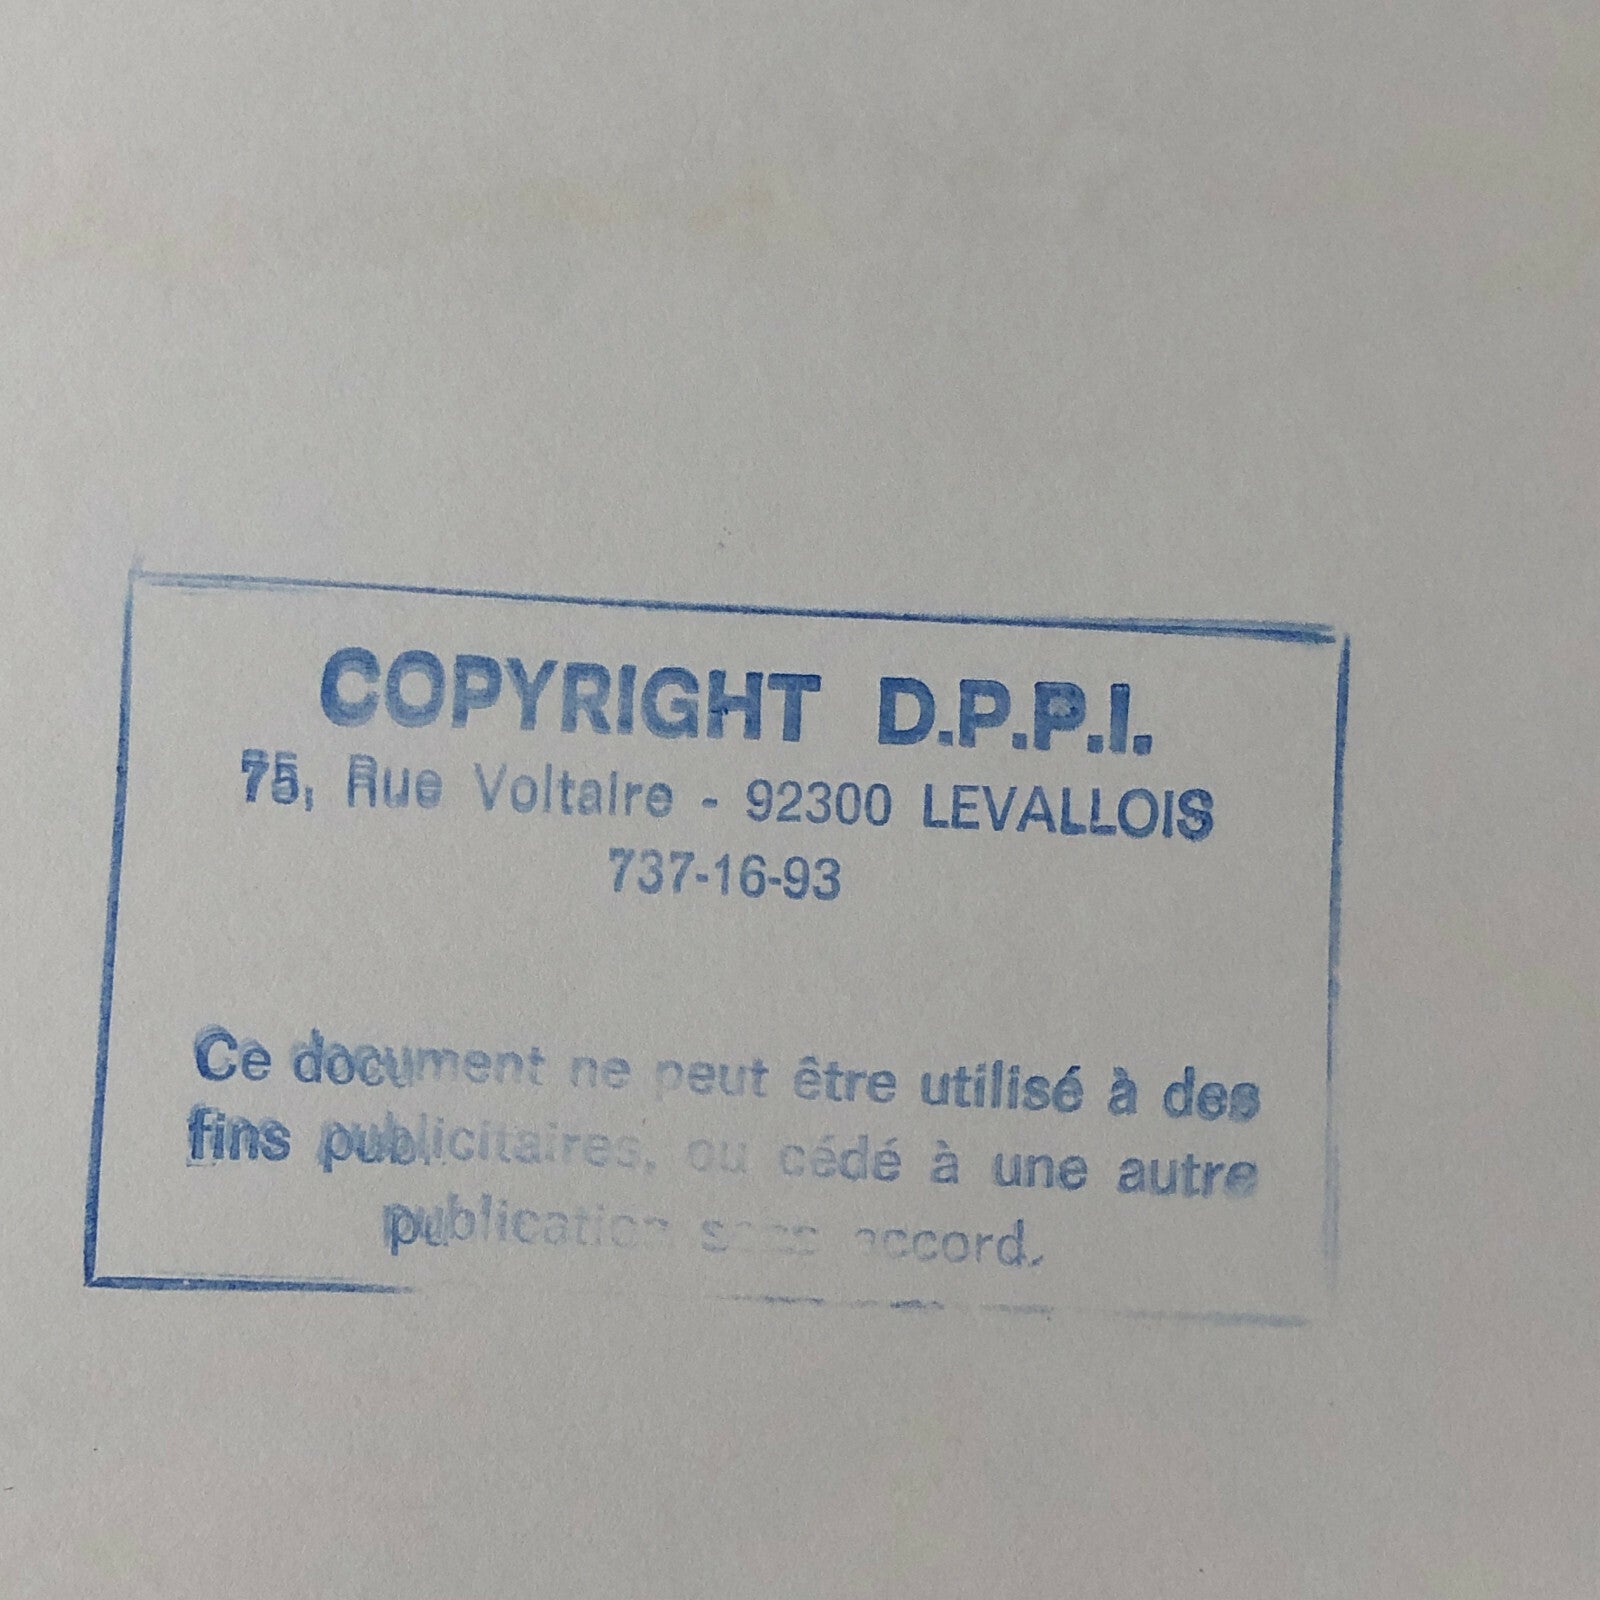 COPYRIGHT D.P.P.I.
75, Rue Voltaire - 92300 LEVALLOIS
737-16-93
Ce document ne peut être utilisé à des
fins publicitaires, ou cédé à une autre
publication sans accord.